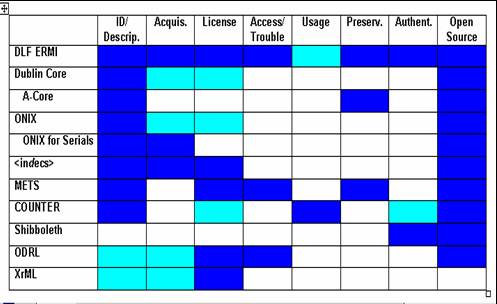 ID/ Acquis. License Access/ Usage Preserv. Authent. Open
Descrip. Trouble Source
DLF ERMI
Dublin Core
A-Core
ONIX
ONIX for Serials
<indecs>
METS
COUNTER
Shibboleth
ODRL
XrML